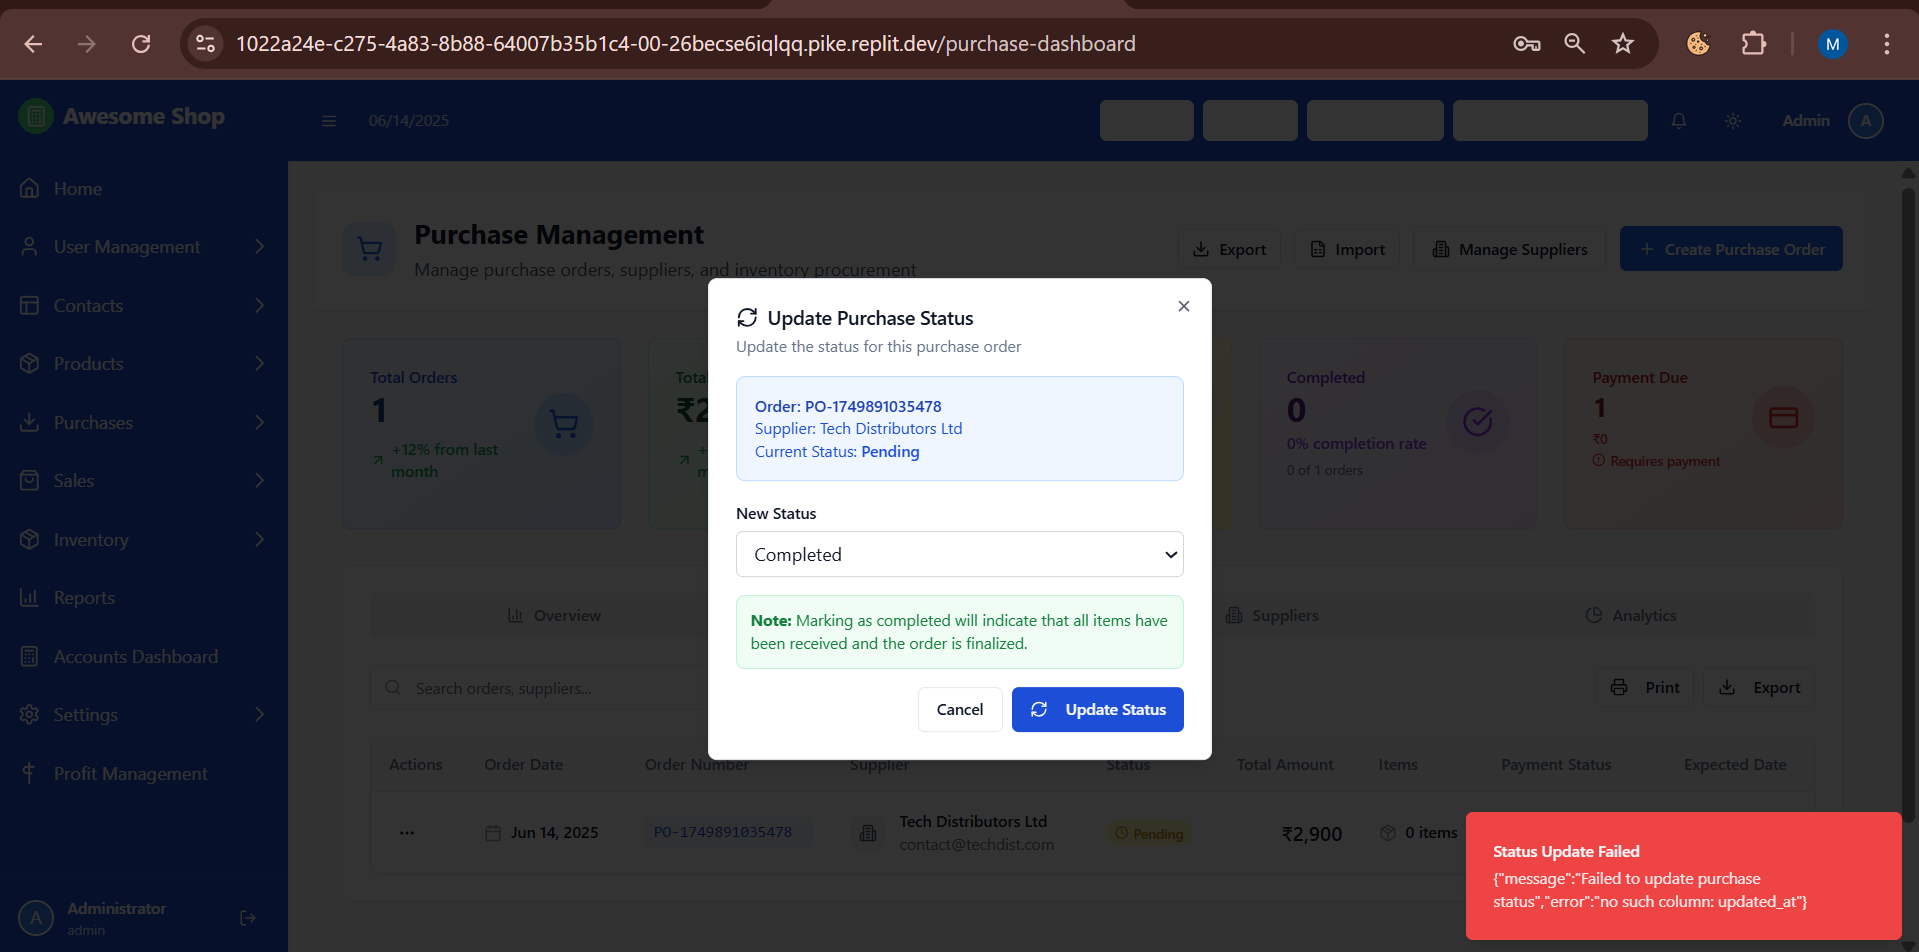 1022a24e-c275-4a83-8b88-64007b35b1c4-00-26becse6iqlqq.pike.replit.dev/purchase-dashboard
M
Awesome Shop
06/14/2025
Admin
A
Home
User Management
Contacts
Products
Purchases
Sales
Inventory
Reports
Accounts Dashboard
Settings
Profit Management
A
Administrator
admin
Purchase Management
Manage purchase orders, suppliers, and inventory procurement
Export
Import
Manage Suppliers
Create Purchase Order
Total Orders
1
+12% from last
month
Total
₹2
+
m
Completed
0
0% completion rate
0 of 1 orders
Payment Due
1
₹0
Requires payment
Overview
Suppliers
Analytics
Search orders, suppliers...
Print
Export
Actions
Order Date
Order Number
Supplier
Status
Total Amount
Items
Payment Status
Expected Date
Jun 14, 2025
PO-1749891035478
Tech Distributors Ltd
contact@techdist.com
Pending
₹2,900
0 items
Update Purchase Status
Update the status for this purchase order
Order: PO-1749891035478
Supplier: Tech Distributors Ltd
Current Status: Pending
New Status
Completed
Note: Marking as completed will indicate that all items have
been received and the order is finalized.
Cancel
Update Status
Status Update Failed
{"message":"Failed to update purchase
status","error":"no such column: updated_at"}